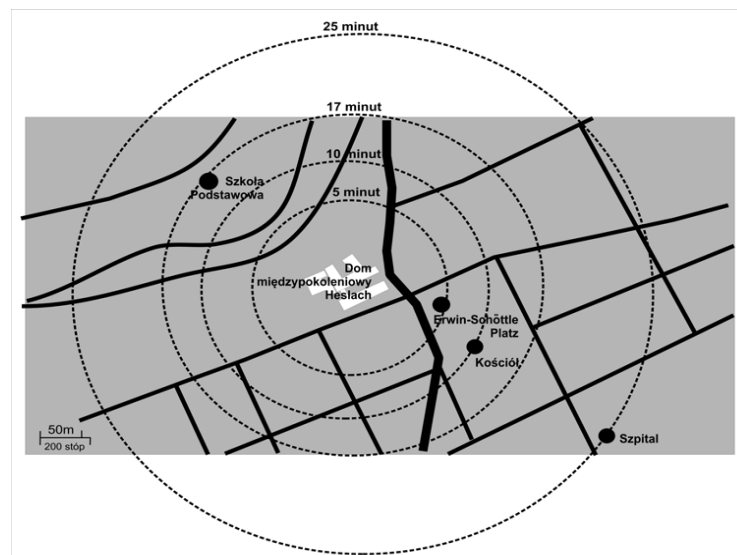 25 minut
17 minut
10 minut
5 minut
Szkoła
Podstawowa
Dom
międzypokoleniowy
Heslach
Erwin-Schöttle
Platz
Kościół
Szpital
50m
200 stóp